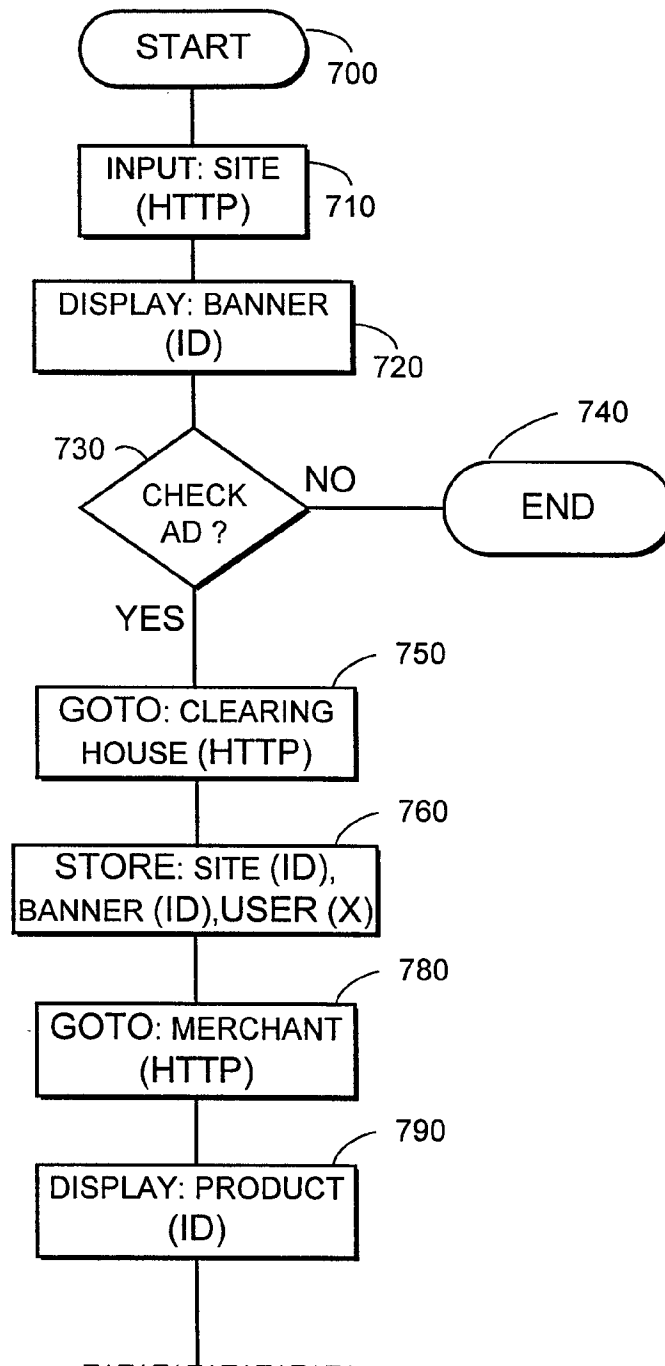 START
700
INPUT: SITE
(HTTP)
710
DISPLAY: BANNER
(ID)
720
730
CHECK
AD ?
NO
740
END
YES
750
GOTO: CLEARING
HOUSE (HTTP)
760
STORE: SITE (ID),
BANNER (ID),USER (X)
780
GOTO: MERCHANT
(HTTP)
790
DISPLAY: PRODUCT
(ID)